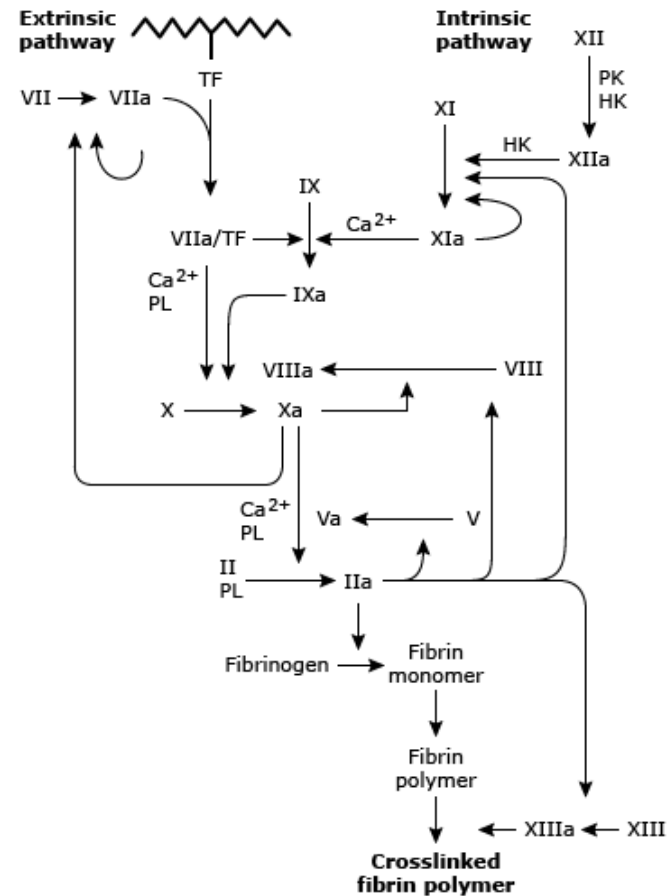 Extrinsic
pathway
Intrinsic
pathway
XII
TF
PK
HK
VII
VIIa
XI
HK
XIIa
IX
VIIa/TF
Ca2+
XIa
Ca2+
PL
IXa
VIIIa
VIII
X
Xa
Ca2+
PL
Va
V
II
PL
IIa
Fibrinogen
Fibrin
monomer
Fibrin
polymer
XIIIa
XIII
Crosslinked
fibrin polymer